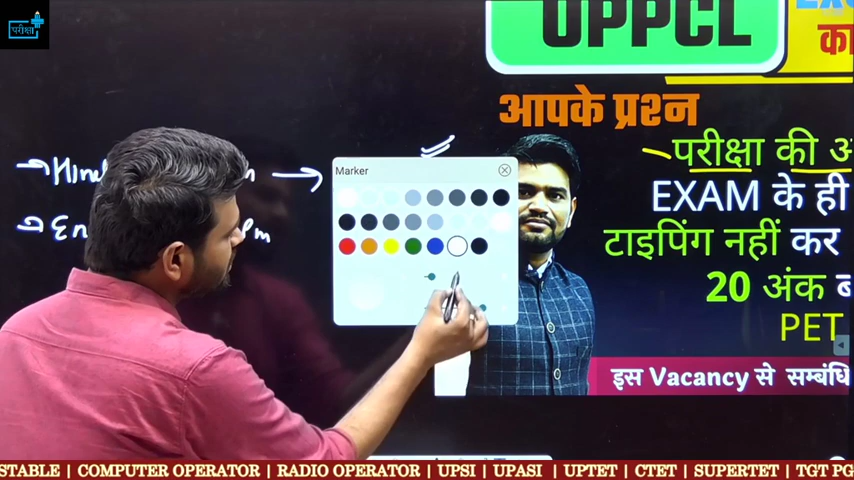 परीक्षा
UPPCL
का
आपके प्रश्न
Marker
परीक्षा की अ
EXAM के ही
टाइपिंग नहीं कर
20 अंक ब
PET
इस Vacancy से सम्बंधि
STABLE | COMPUTER OPERATOR | RADIO OPERATOR | UPSI | UPASI | UPTET | CTET | SUPERTET | TGT PG